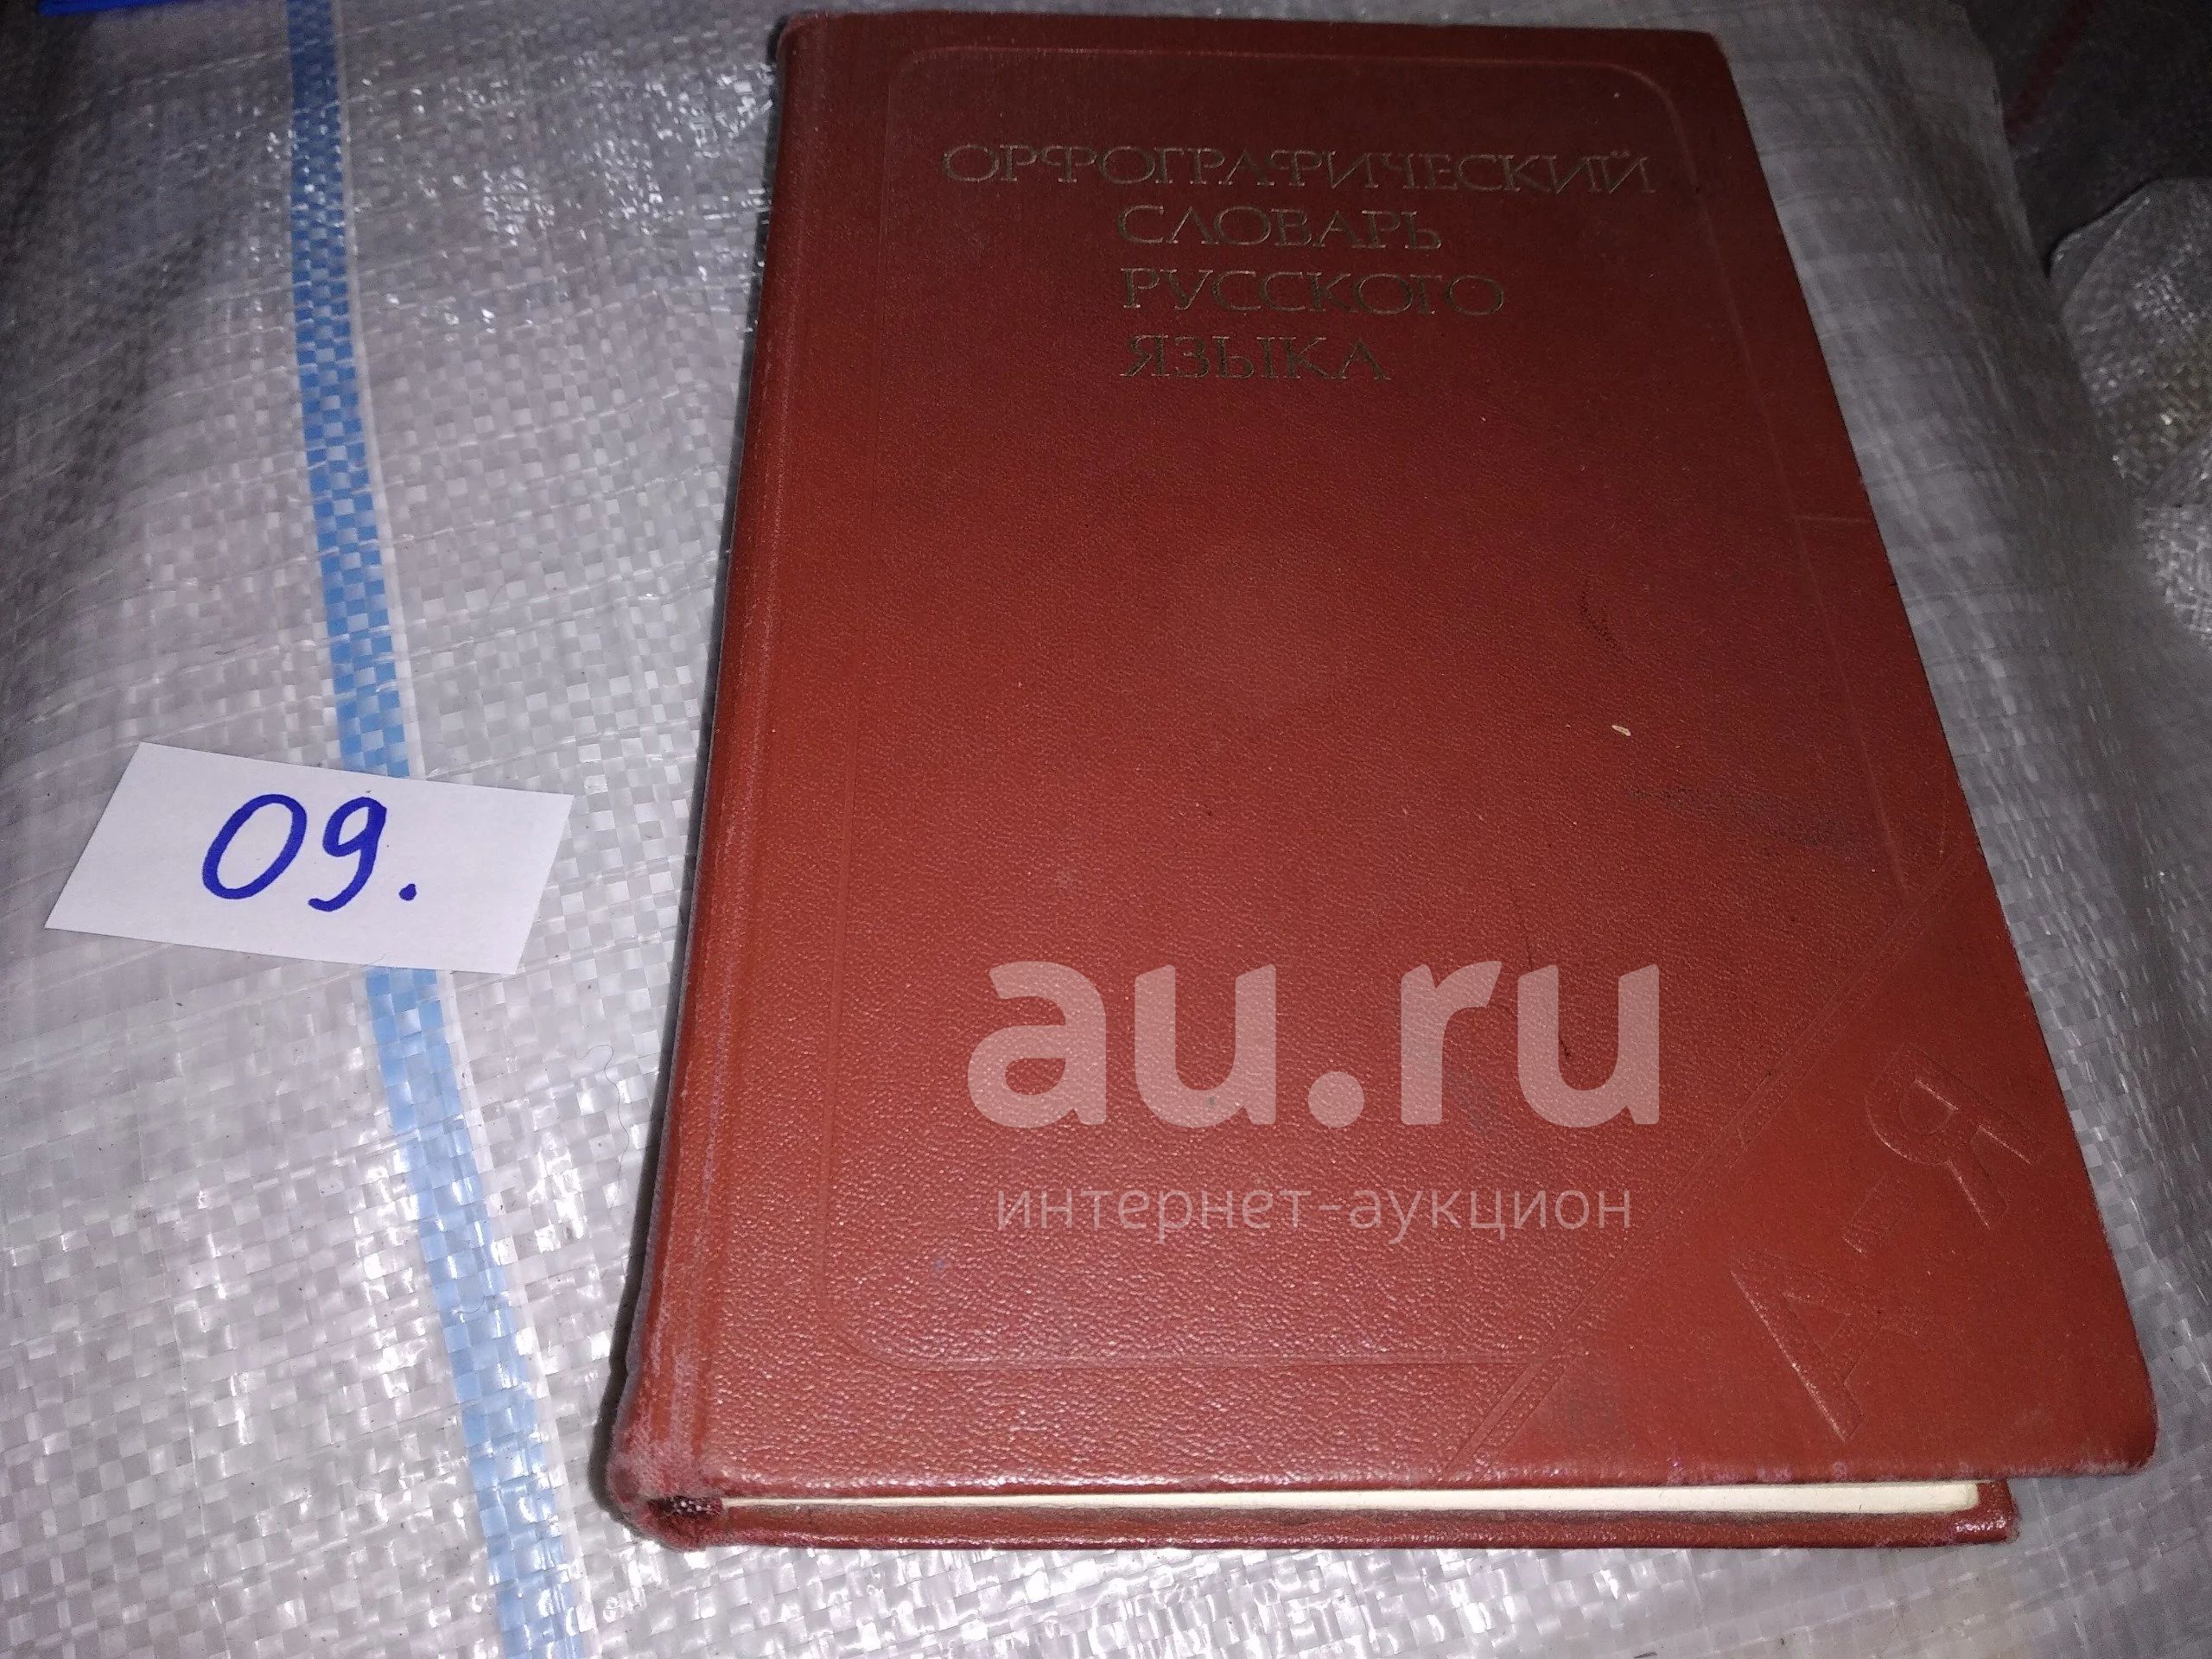 ОРФОГРАФИЧЕСКИЙ
СЛОВАРЬ
РУССКОГО
ЯЗЫКА
09.
au.ru
интернет-аукцион
А-Я